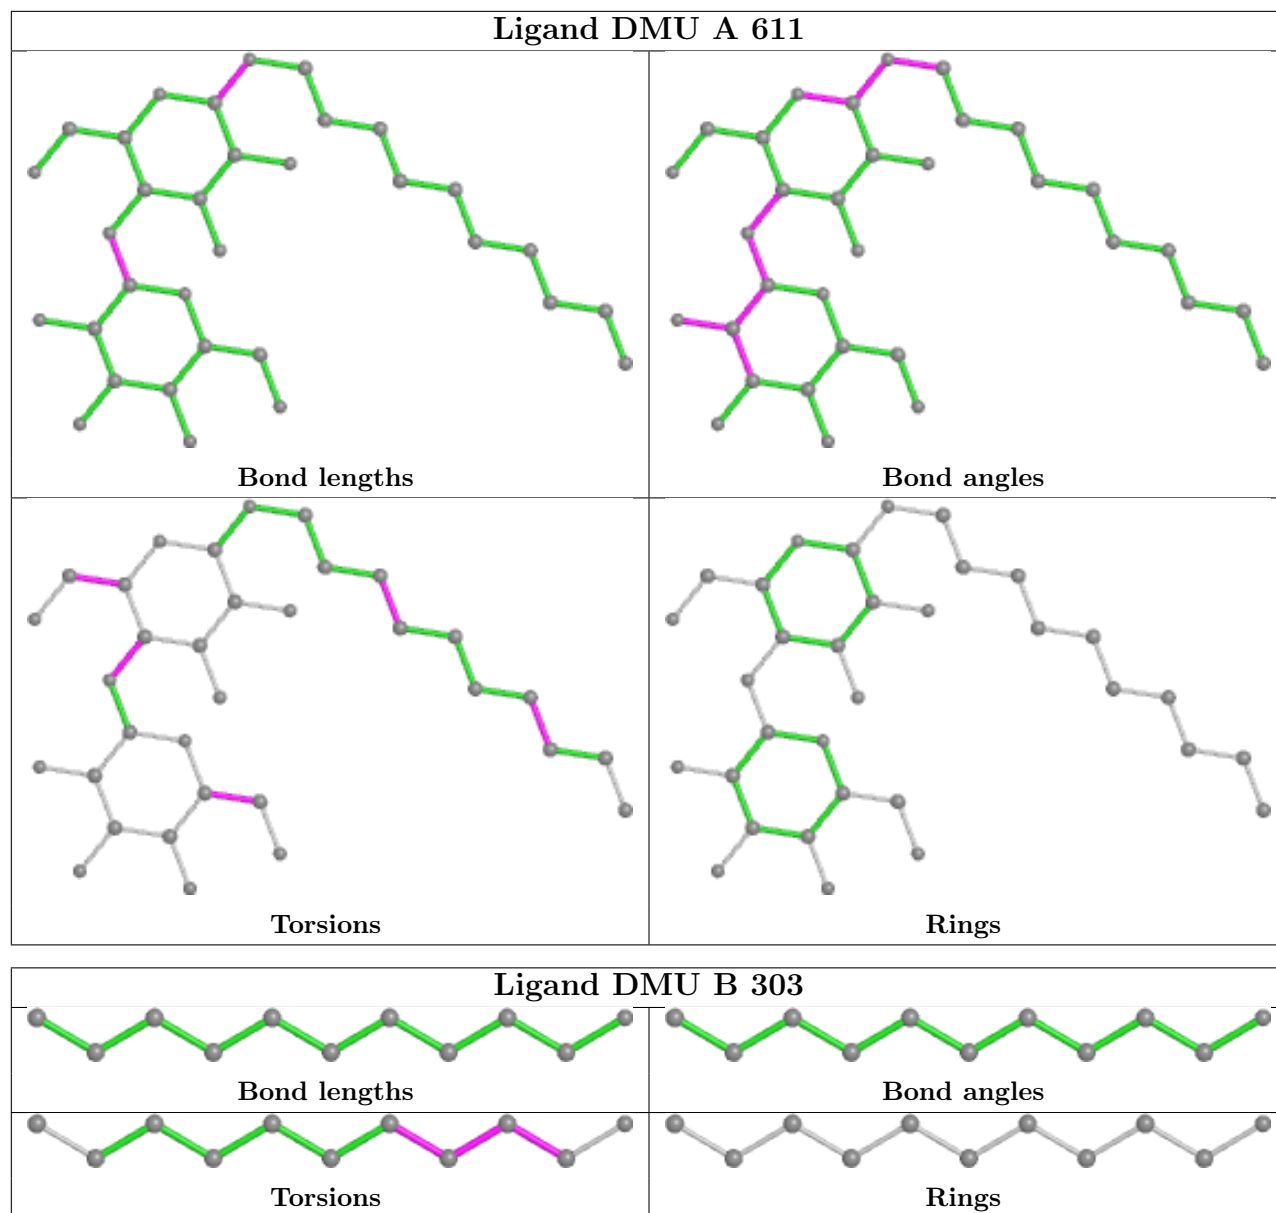 Ligand DMU A 611
Bond lengths
Bond angles
Torsions
Rings
Ligand DMU B 303
Bond lengths
Bond angles
Torsions
Rings